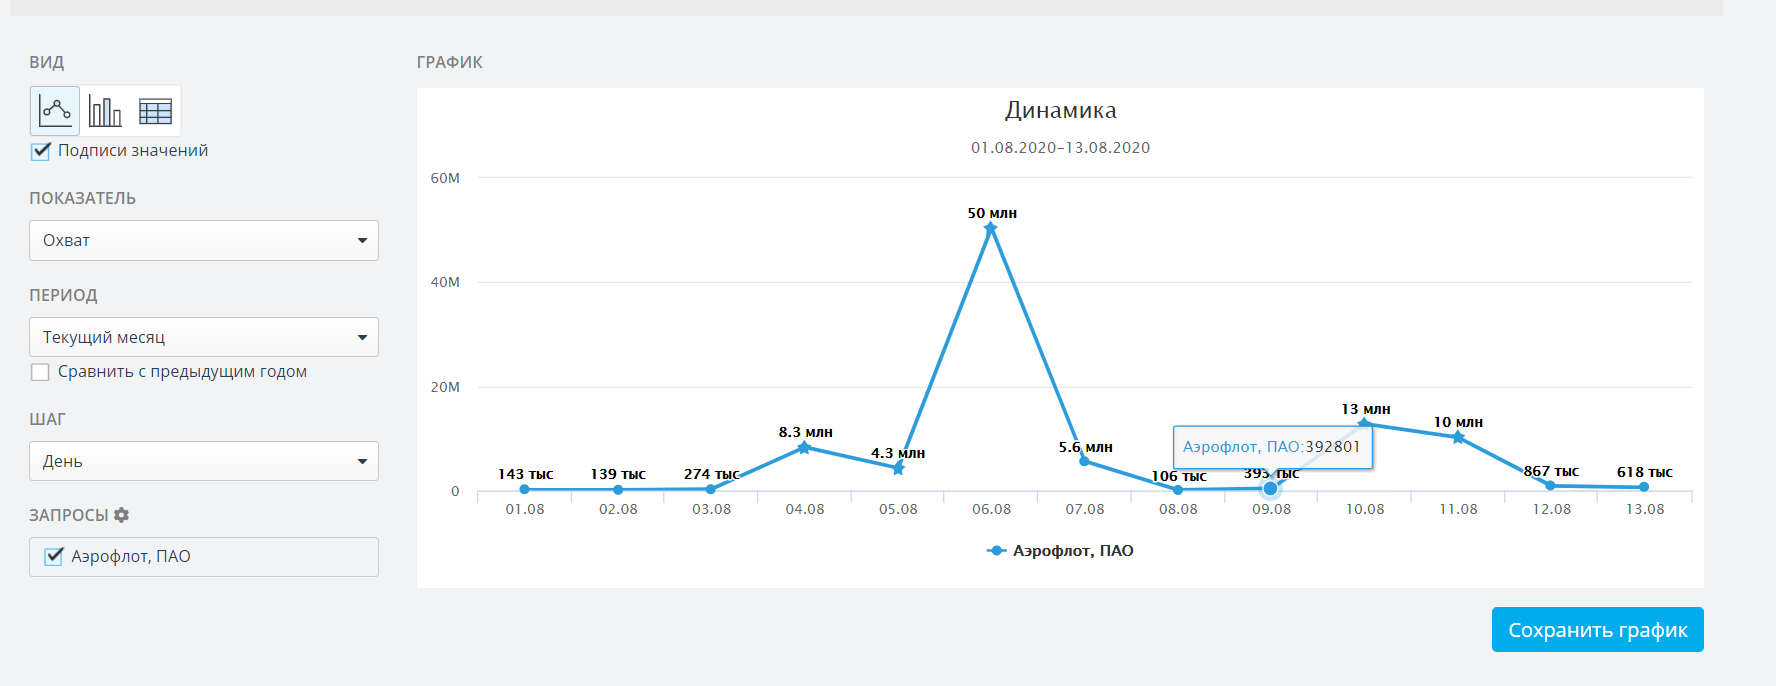 ВИД
Подписи значений
ПОКАЗАТЕЛЬ
Охват
ПЕРИОД
Текущий месяц
Сравнить с предыдущим годом
ШАГ
День
ЗАПРОСЫ
Аэрофлот, ПАО
ГРАФИК
Динамика
01.08.2020–13.08.2020
60M
40M
20M
0
143 тыс
139 тыс
274 тыс
8.3 млн
4.3 млн
50 млн
5.6 млн
106 тыс
393 тыс
13 млн
10 млн
867 тыс
618 тыс
Аэрофлот, ПАО:392801
01.08 02.08 03.08 04.08 05.08 06.08 07.08 08.08 09.08 10.08 11.08 12.08 13.08
Аэрофлот, ПАО
Сохранить график